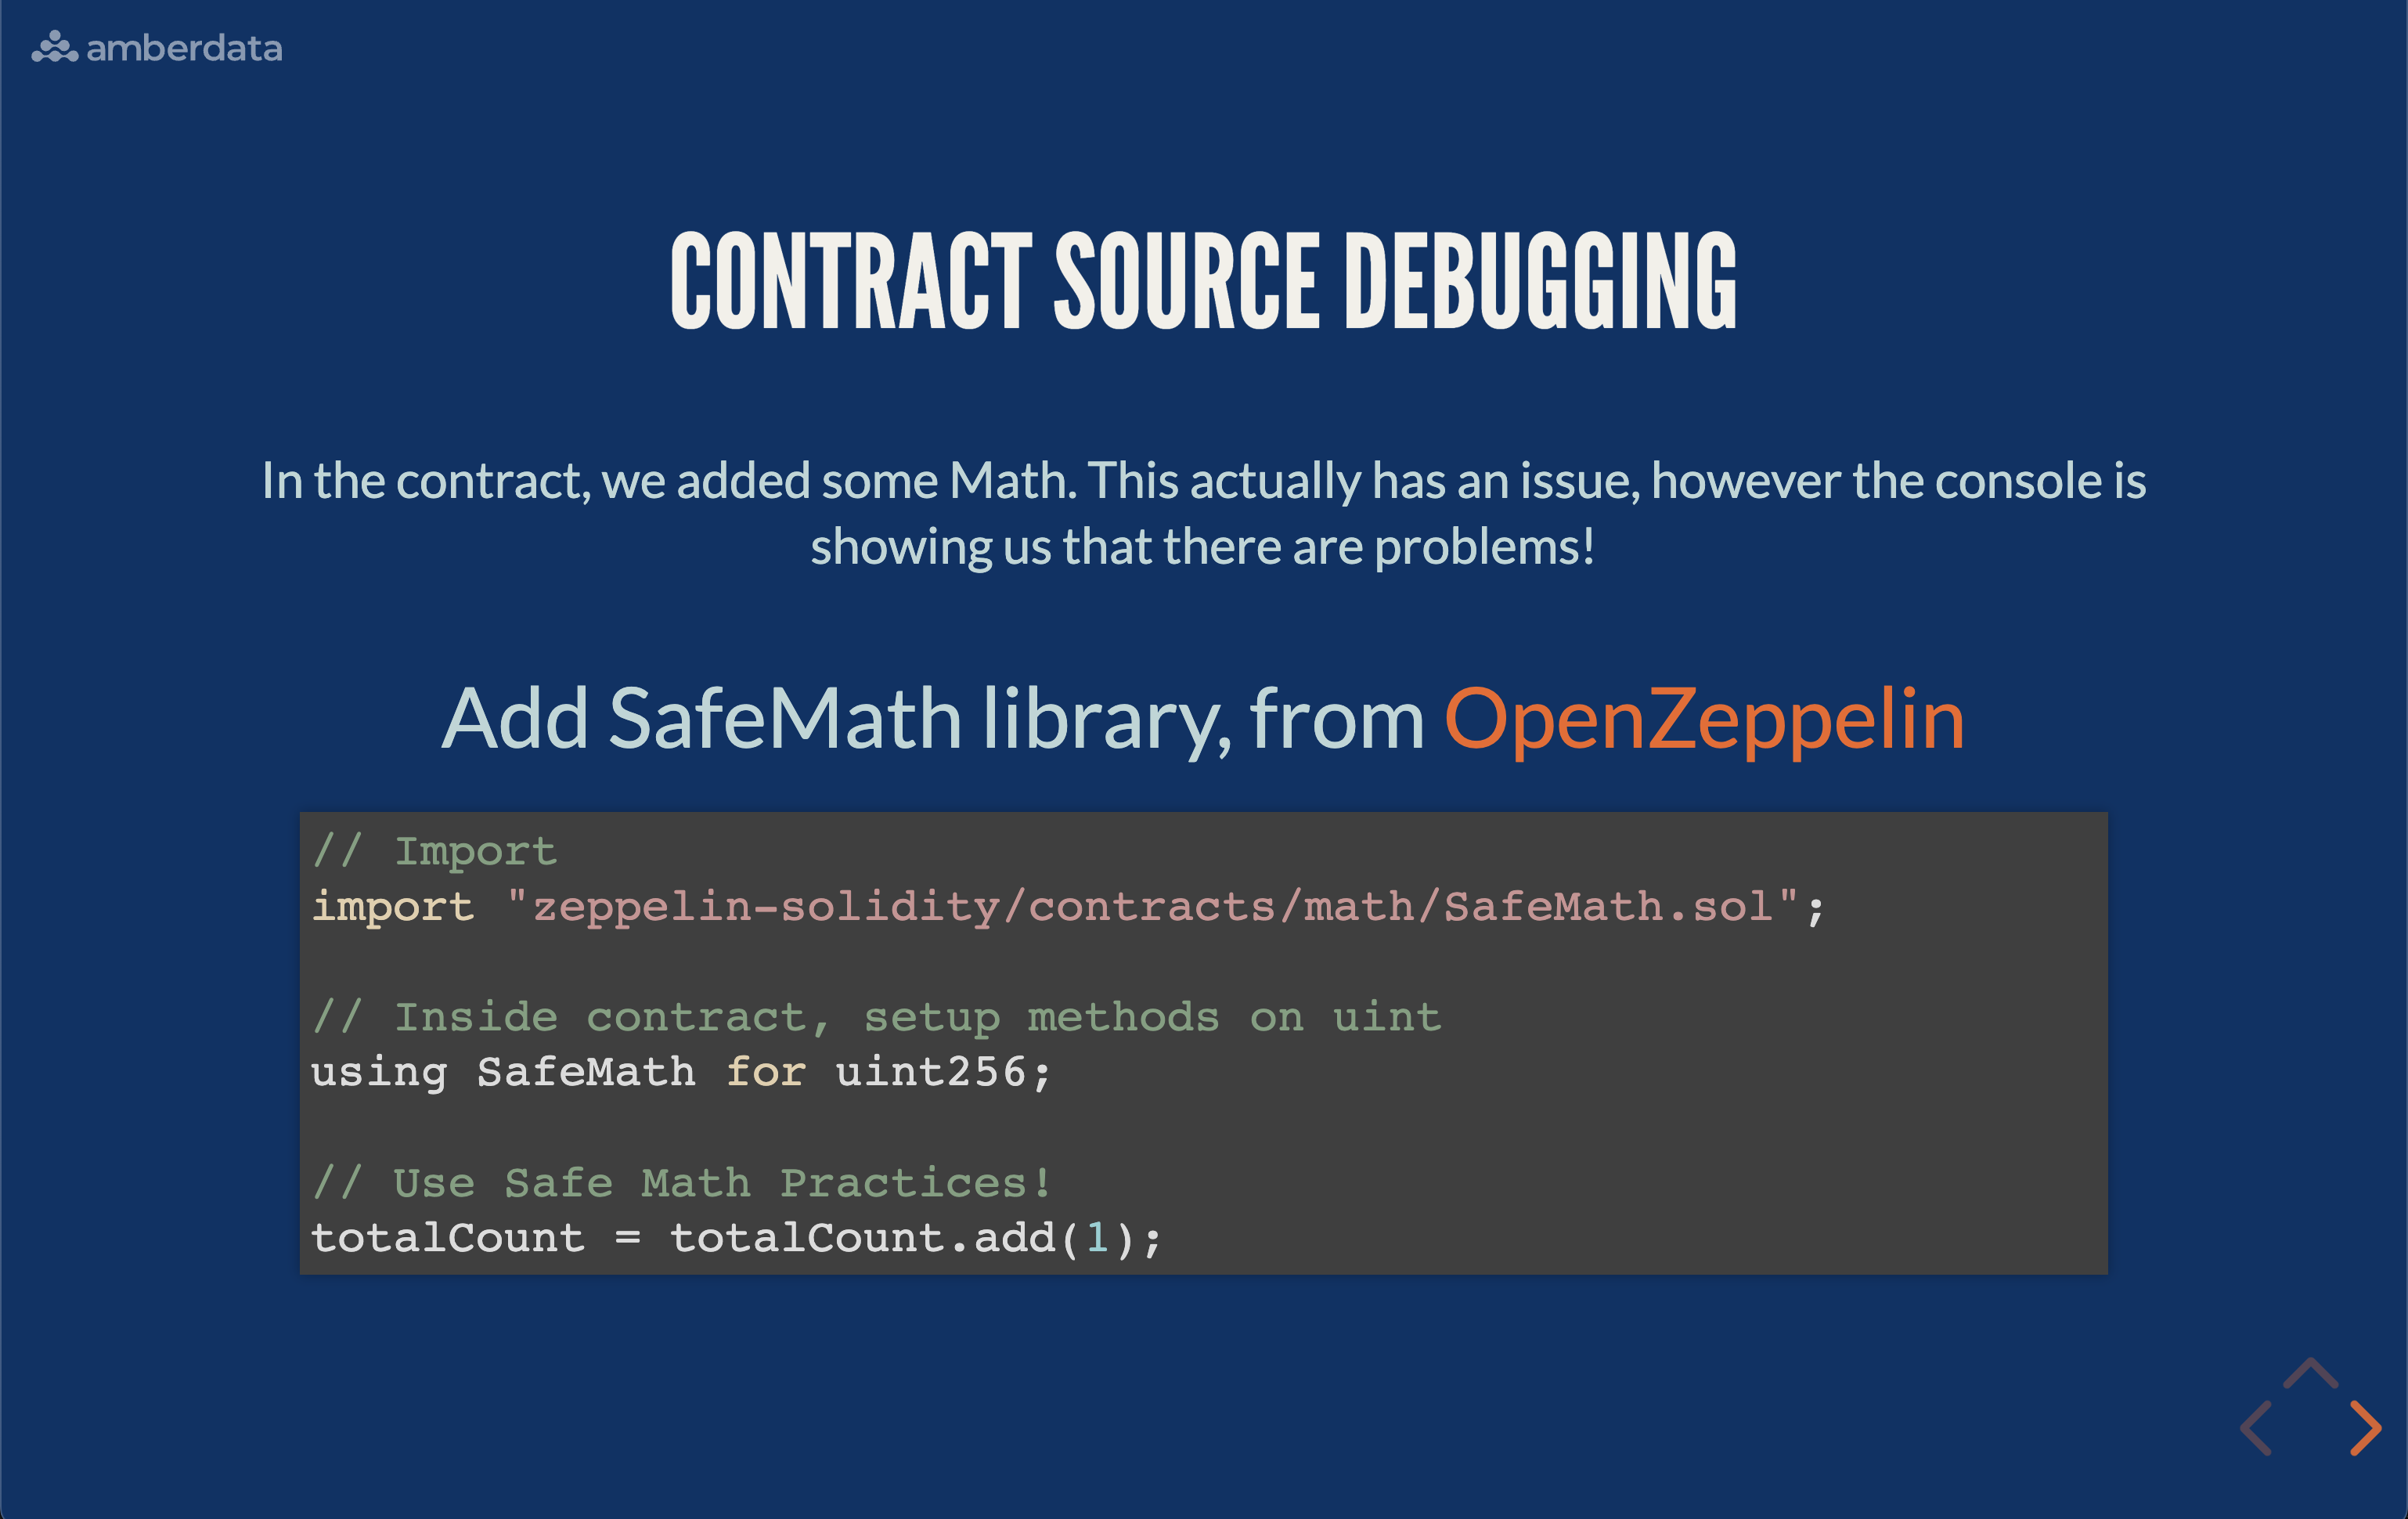 amberdata
CONTRACT SOURCE DEBUGGING
In the contract, we added some Math. This actually has an issue, however the console is
showing us that there are problems!
Add SafeMath library, from OpenZeppelin
// Import
import "zeppelin-solidity/contracts/math/SafeMath.sol";
// Inside contract, setup methods on uint
using SafeMath for uint256;
// Use Safe Math Practices!
totalCount = totalCount.add(1);